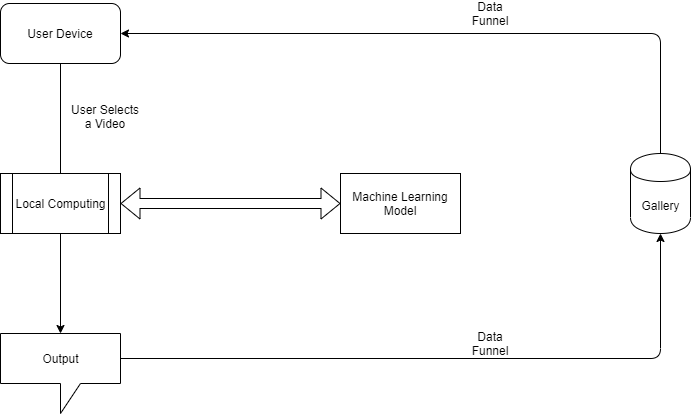 Data
Funnel
User Device
User Selects
a Video
Local Computing
Machine Learning
Model
Gallery
Output
Data
Funnel